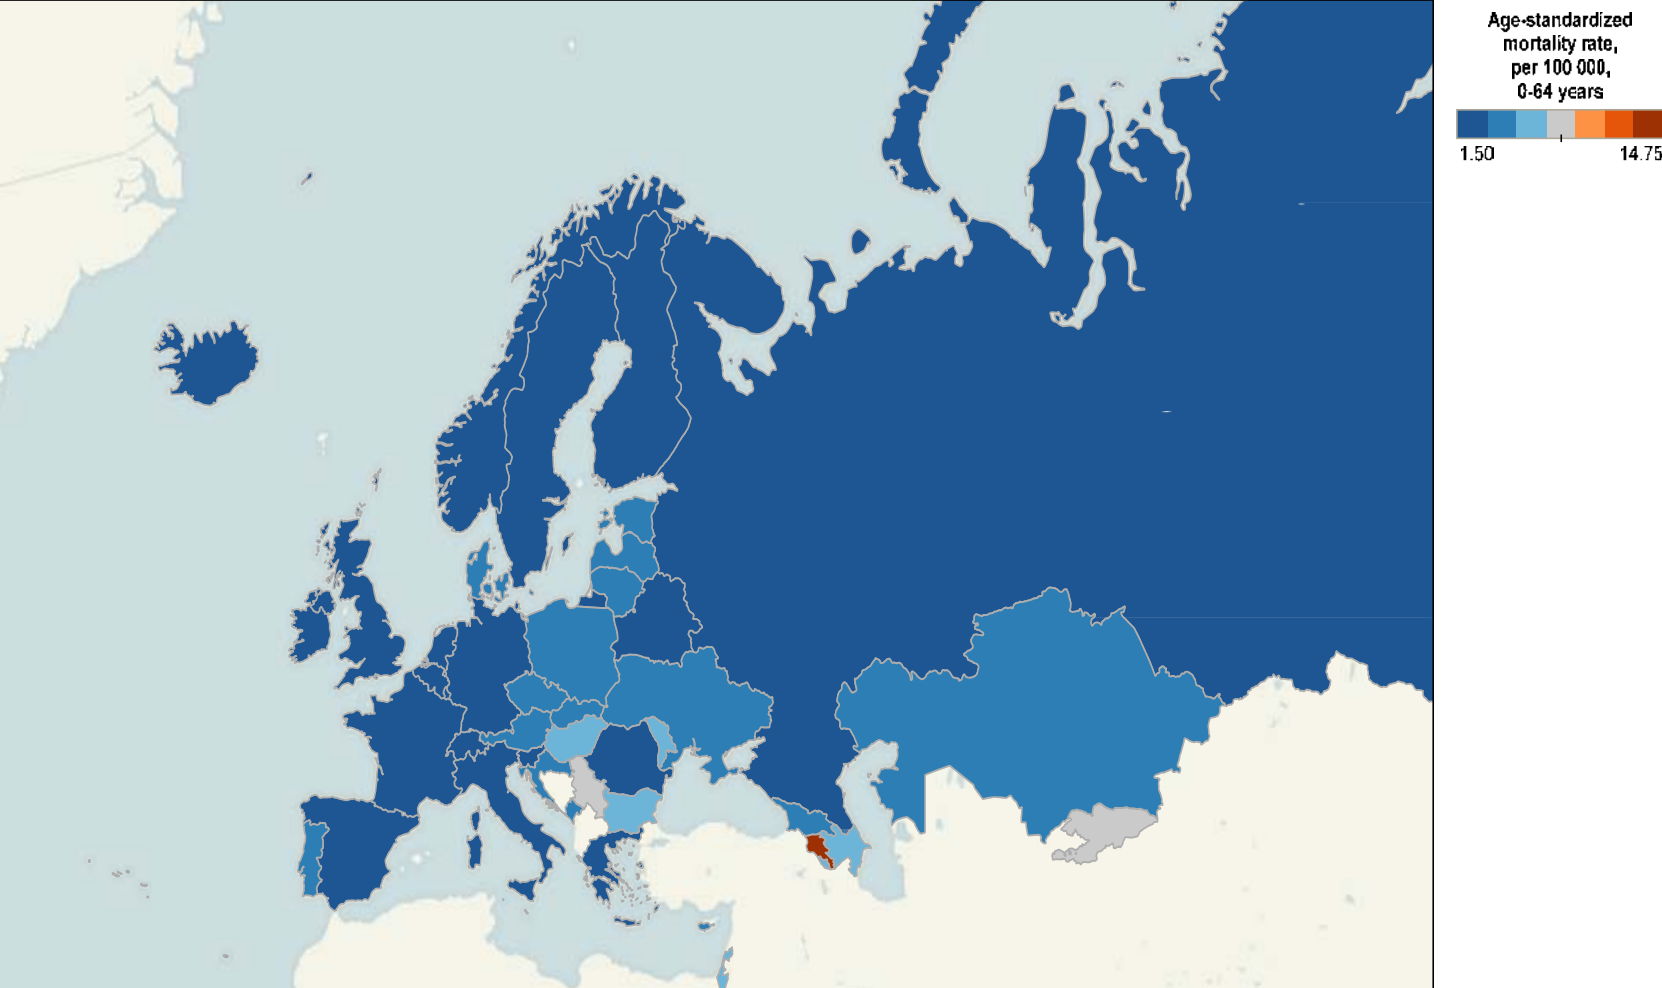 Age-standardized
mortality rate,
per 100 000,
0-64 years
1.50 14.75